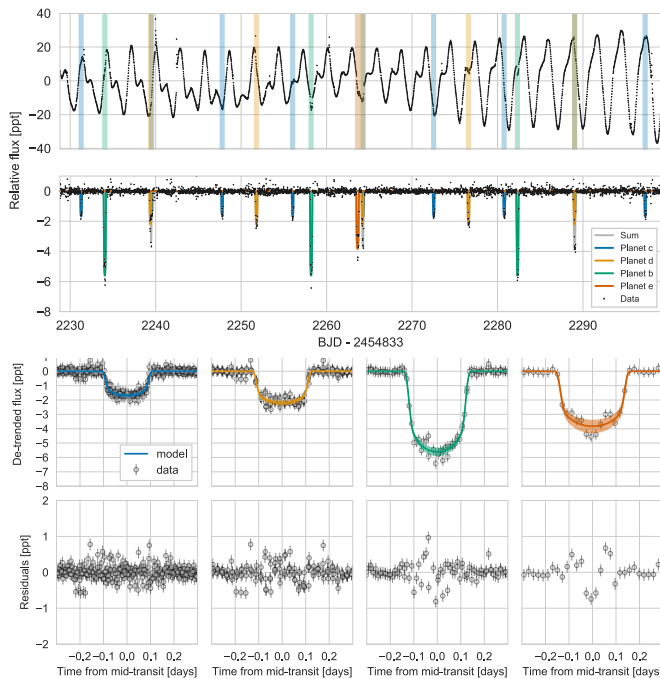 40
20
0
−20
−40
Relative flux [ppt]
0
−2
−4
−6
−8
Sum
Planet c
Planet d
Planet b
Planet e
Data
2230 2240 2250 2260 2270 2280 2290
BJD - 2454833
De-trended flux [ppt]
0
−1
−2
−3
−4
−5
−6
−7
−8
model
data
Residuals [ppt]
2
1
0
−1
−2
−0.2 −0.1 0.0 0.1 0.2 −0.2 −0.1 0.0 0.1 0.2 −0.2 −0.1 0.0 0.1 0.2 −0.2 −0.1 0.0 0.1 0.2
Time from mid-transit [days] Time from mid-transit [days] Time from mid-transit [days] Time from mid-transit [days]